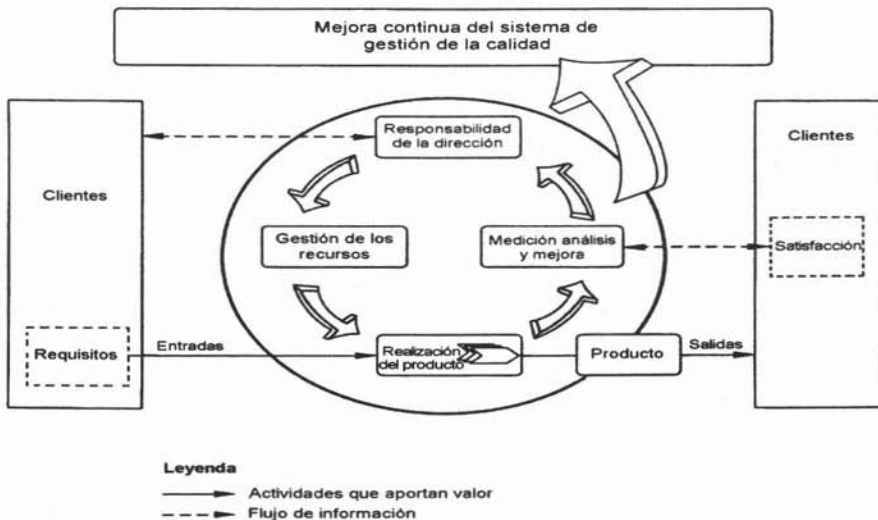 Mejora continua del sistema de
gestión de la calidad
Responsabilidad
de la dirección
Clientes
Clientes
Gestión de los
recursos
Medición análisis
y mejora
Satisfacción
Requisitos
Entradas
Realización
del producto
Producto
Salidas
Leyenda
Actividades que aportan valor
Flujo de información